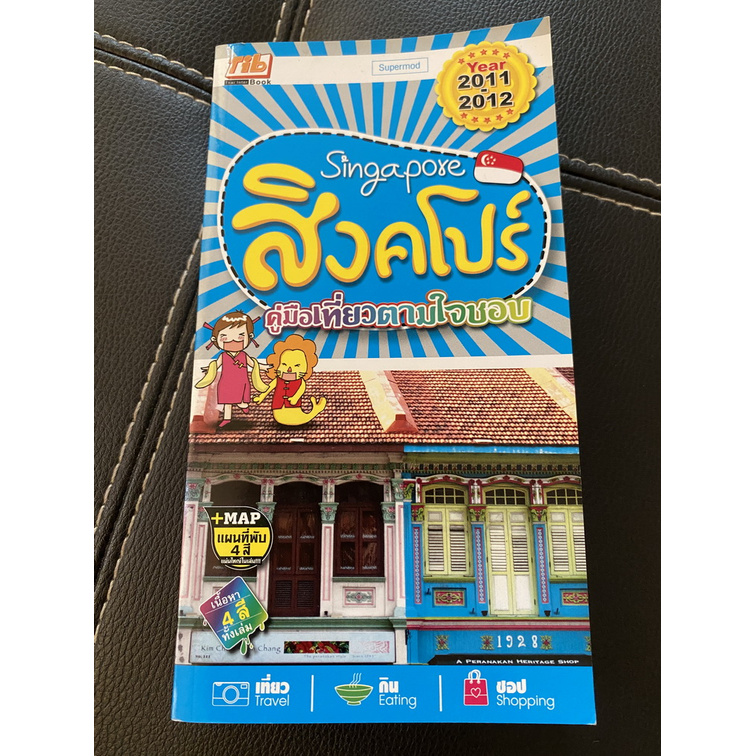 Book
Supermod
Year
2011
-
2012
Singapore
สิงคโปร์
คู่มือเที่ยวตามใจชอบ
+MAP
แผนที่พับ
4 สี
เนื้อหา
4 สี
ทั้งเล่ม
1928
A PERANAKAN HERITAGE SHOP
เที่ยว
Travel
กิน
Eating
ชอป
Shopping